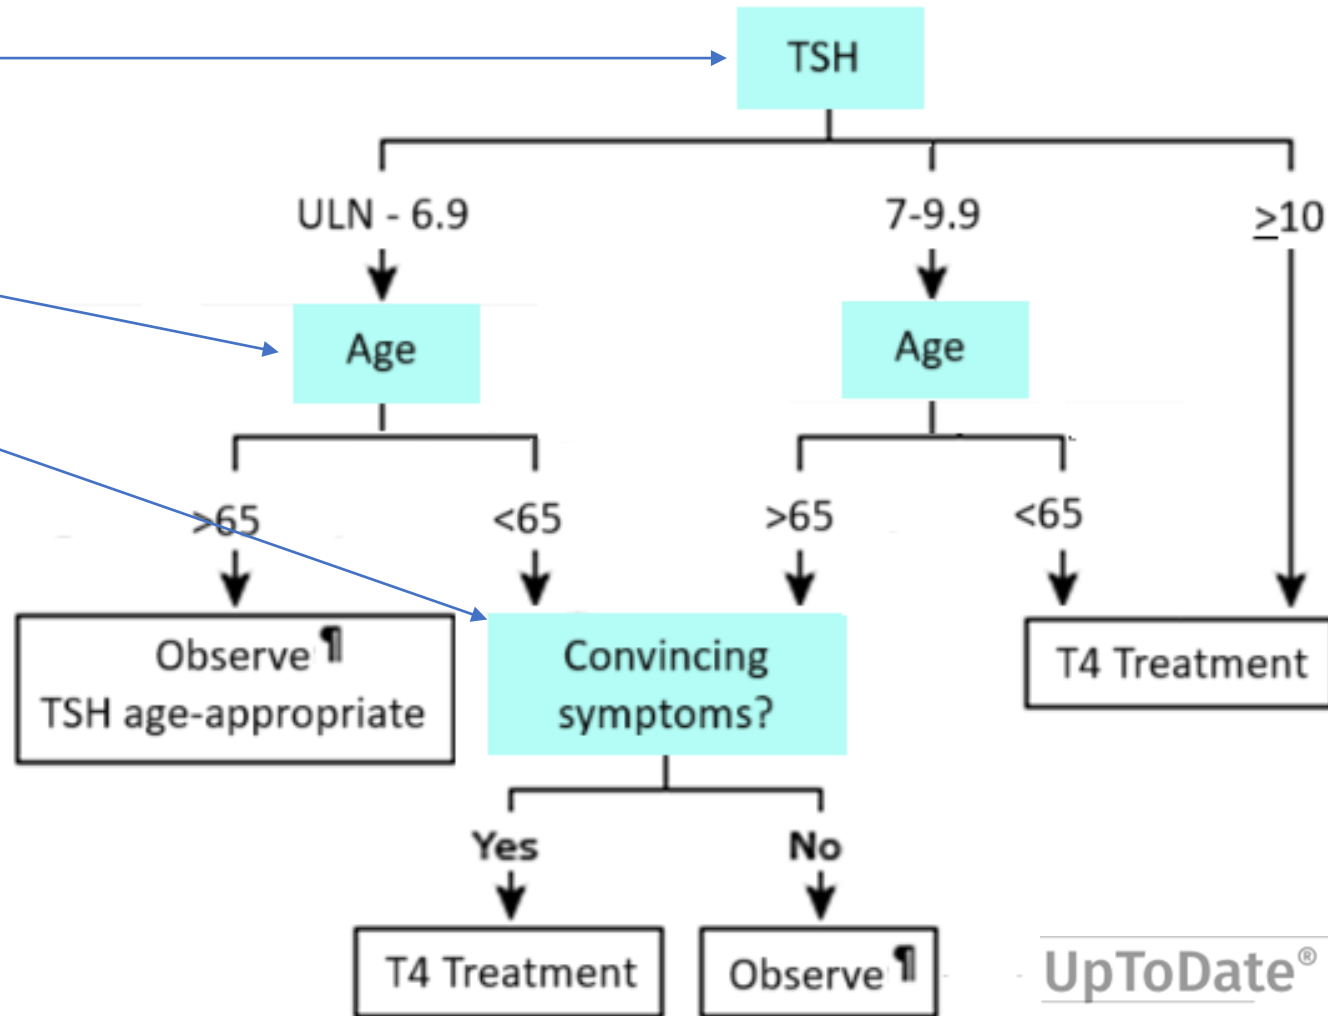 TSH
ULN - 6.9
7-9.9
≥10
Age
Age
>65
<65
>65
<65
Observe ¶
TSH age-appropriate
Convincing
symptoms?
T4 Treatment
Yes
No
T4 Treatment
Observe ¶
UpToDate®